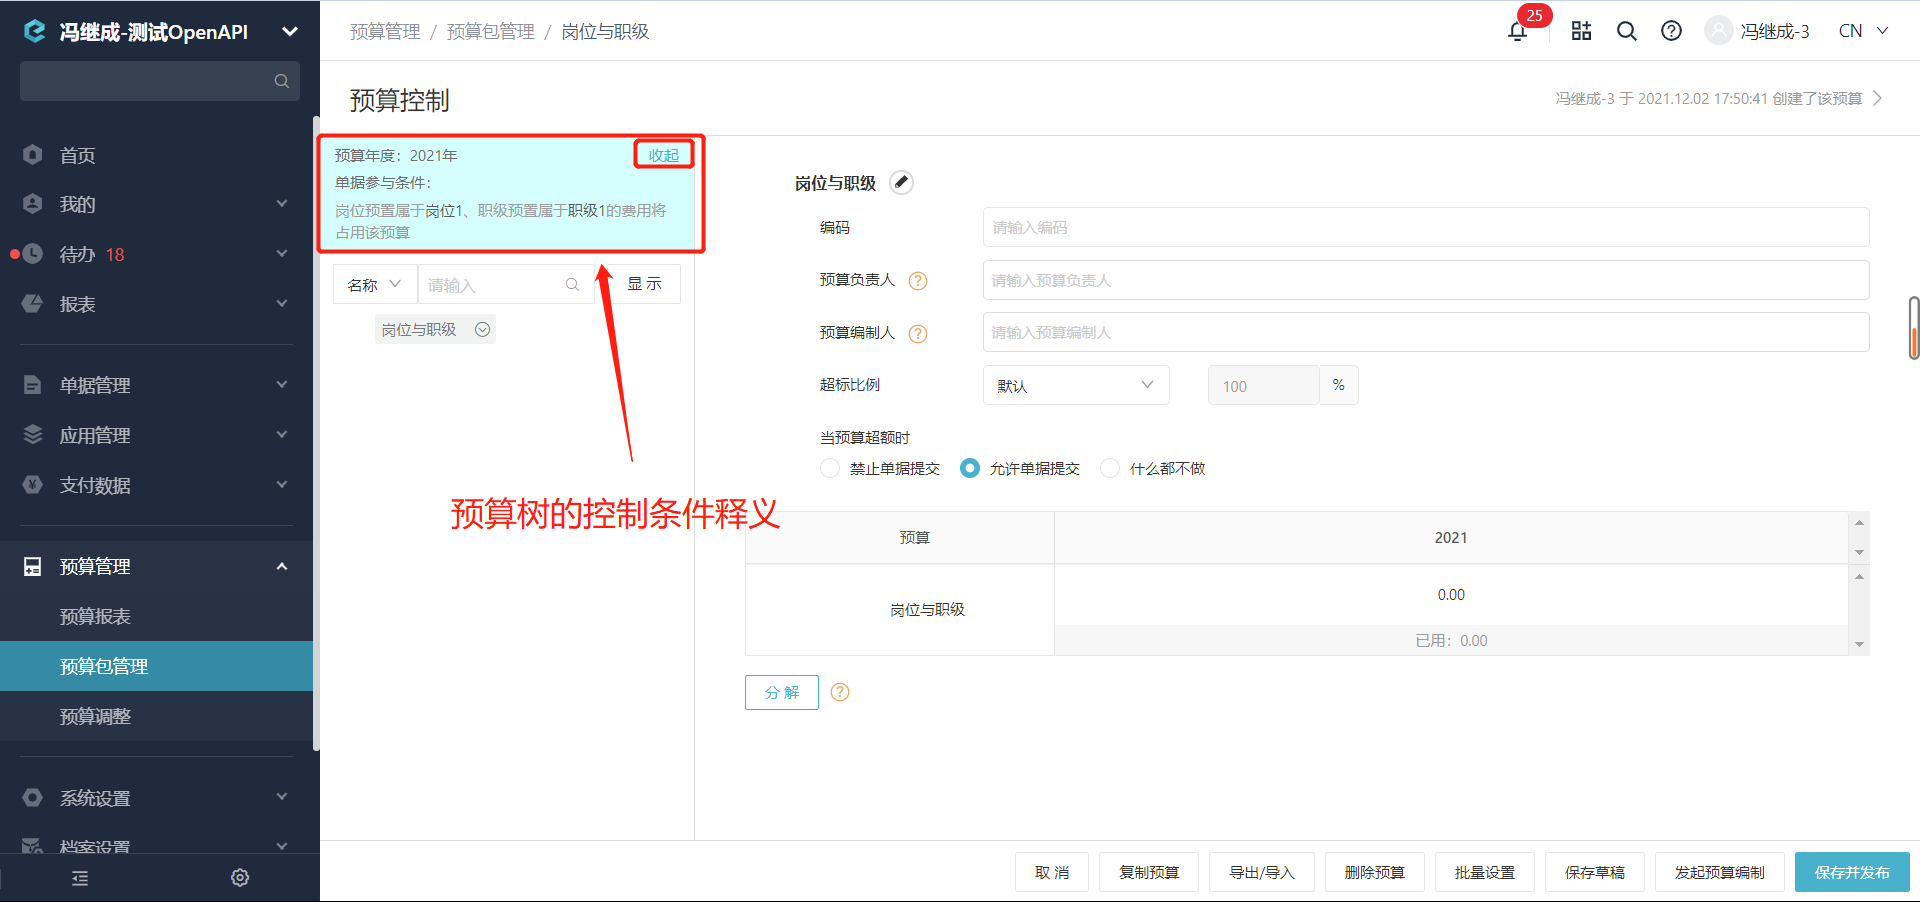 冯继成-测试OpenAPI
预算管理 / 预算包管理 / 岗位与职级
25
冯继成-3
CN
预算控制
冯继成-3 于 2021.12.02 17:50:41 创建了该预算
首页
我的
待办 18
报表
单据管理
应用管理
支付数据
预算管理
预算报表
预算包管理
预算调整
系统设置
档案设置
预算年度：2021年
收起
单据参与条件：
岗位预置属于岗位1、职级预置属于职级1的费用将
占用该预算
名称
请输入
显 示
岗位与职级
预算树的控制条件释义
岗位与职级
编码
请输入编码
预算负责人
请输入预算负责人
预算编制人
请输入预算编制人
超标比例
默认
100
%
当预算超额时
禁止单据提交
允许单据提交
什么都不做
预算
2021
岗位与职级
0.00
已用：0.00
分 解
取 消
复制预算
导出/导入
删除预算
批量设置
保存草稿
发起预算编制
保存并发布